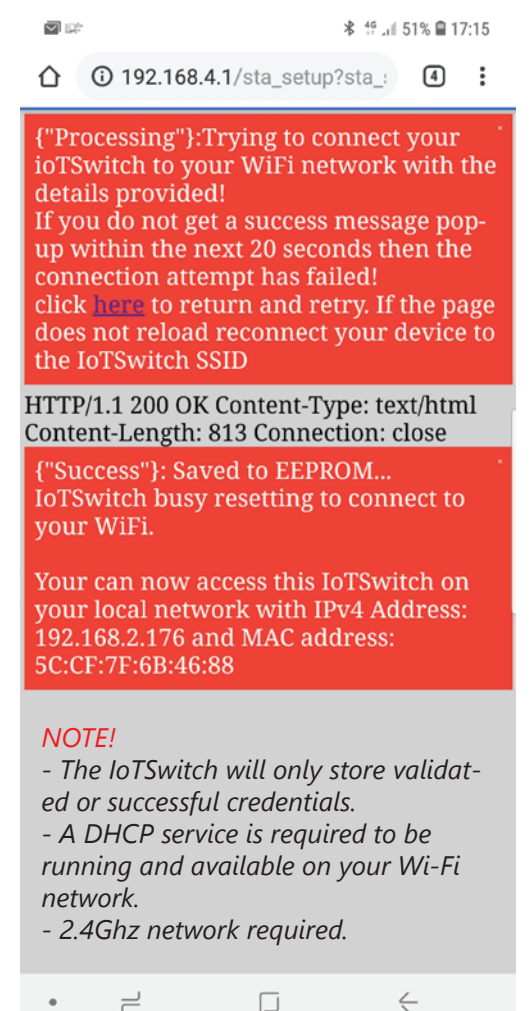 4G 51% 17:15
192.168.4.1/sta_setup?sta_s 4
{"Processing"}:Trying to connect your
ioTSwitch to your WiFi network with the
details provided!
If you do not get a success message pop-
up within the next 20 seconds then the
connection attempt has failed!
click here to return and retry. If the page
does not reload reconnect your device to
the IoTSwitch SSID
HTTP/1.1 200 OK Content-Type: text/html
Content-Length: 813 Connection: close
{"Success"}: Saved to EEPROM...
IoTSwitch busy resetting to connect to
your WiFi.
Your can now access this IoTSwitch on
your local network with IPv4 Address:
192.168.2.176 and MAC address:
5C:CF:7F:6B:46:88
NOTE!
- The IoTSwitch will only store validat-
ed or successful credentials.
- A DHCP service is required to be
running and available on your Wi-Fi
network.
- 2.4Ghz network required.